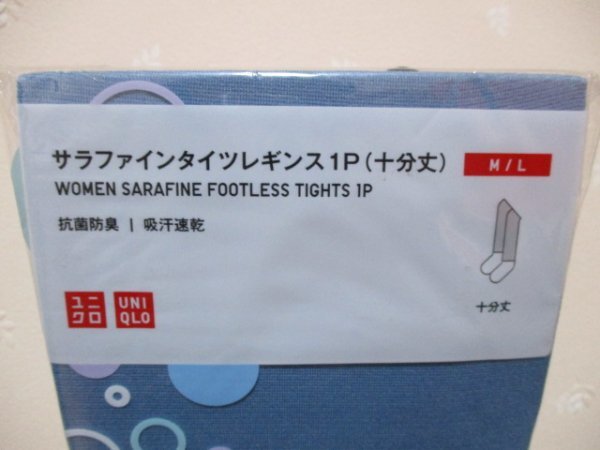 サラファインタイツレギンス1P(十分丈)
M/L
WOMEN SARAFINE FOOTLESS TIGHTS 1P
抗菌防臭 | 吸汗速乾
十分丈
ユニ
クロ
UNI
QLO